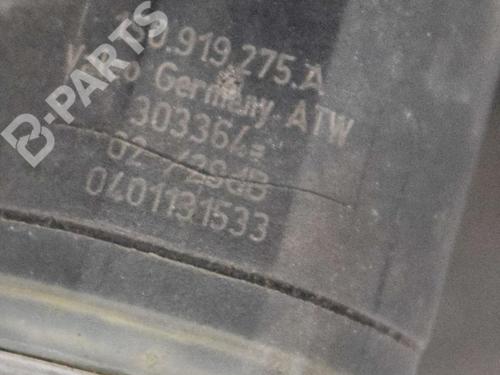 B-PARTS
919.275.A
Germany ATW
303364
0401131533